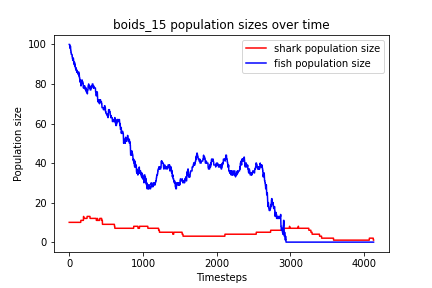 boids_15 population sizes over time
shark population size
fish population size
Population size
100
80
60
40
20
0
0 1000 2000 3000 4000
Timesteps